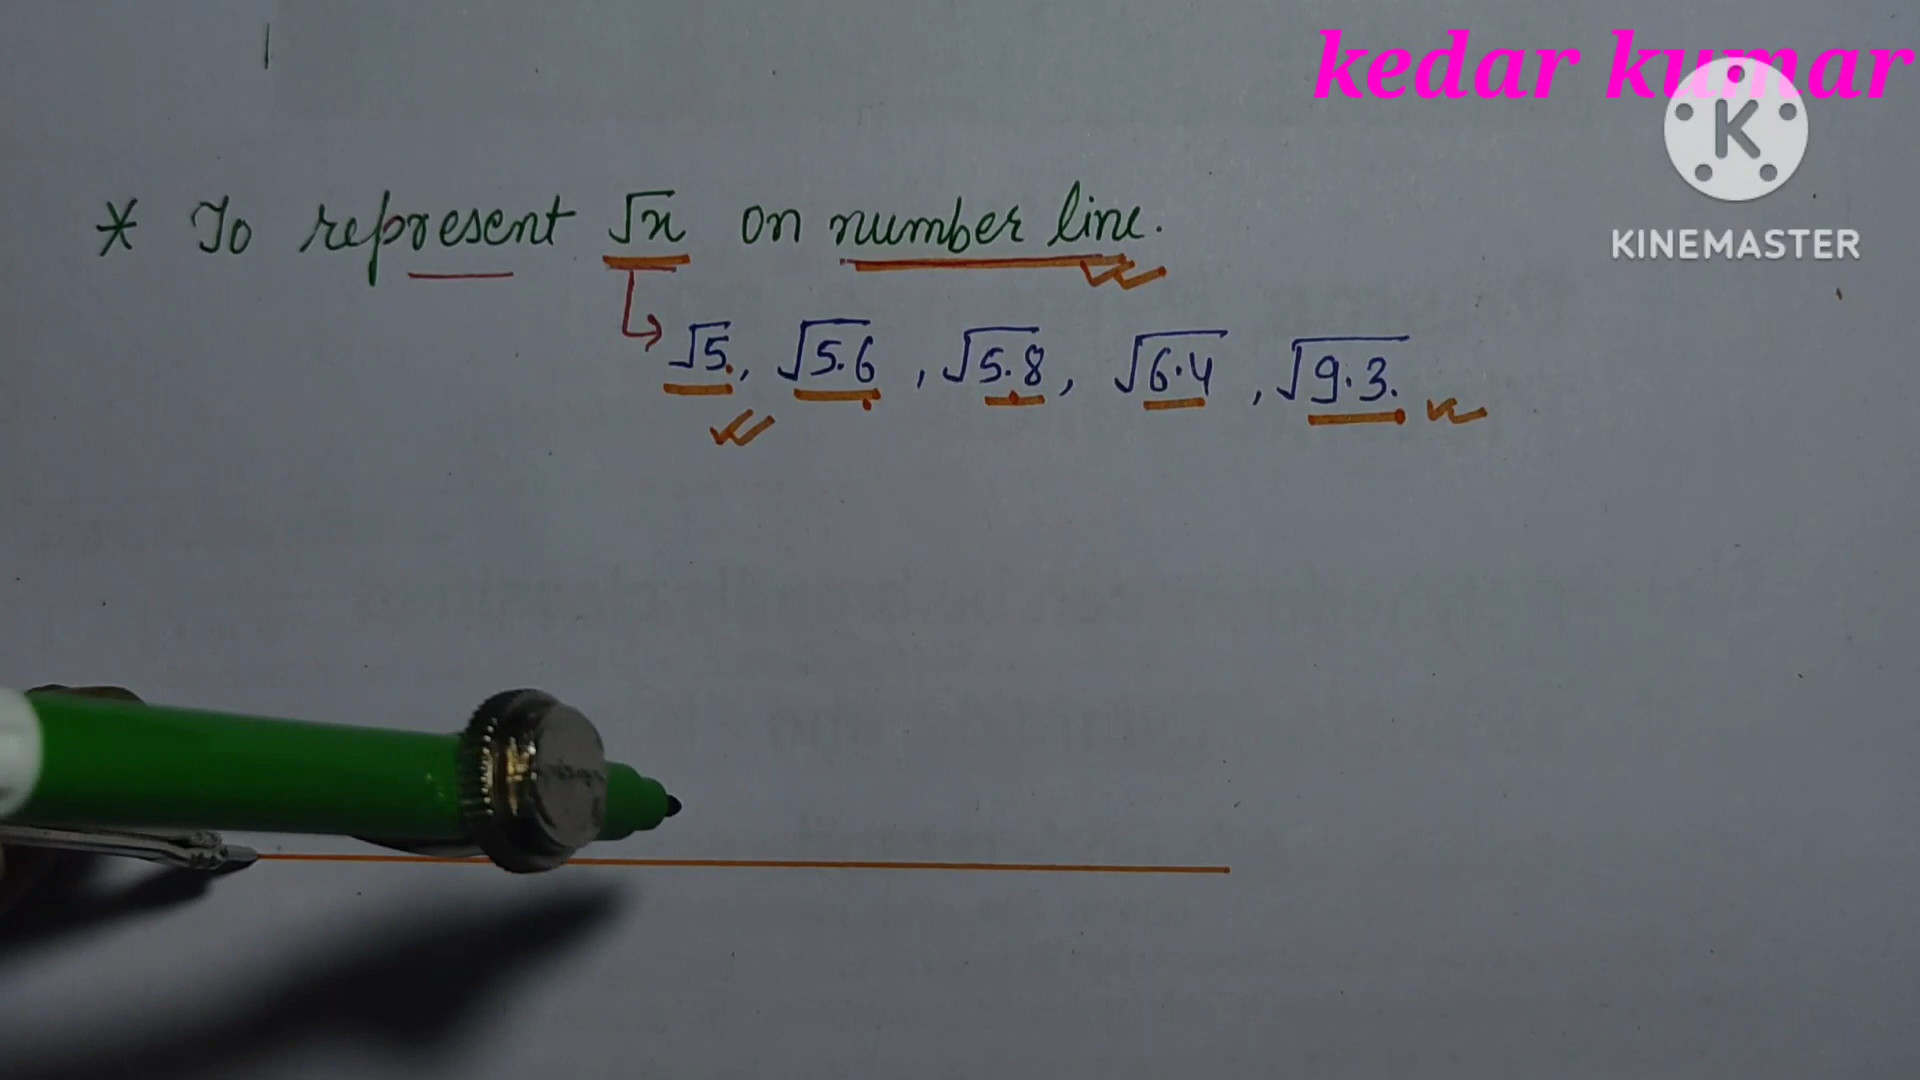 kedar kumar
K
KINEMASTER
* To represent √x on number line.
√5., √5.6, √5.8, √6.4, √9.3.